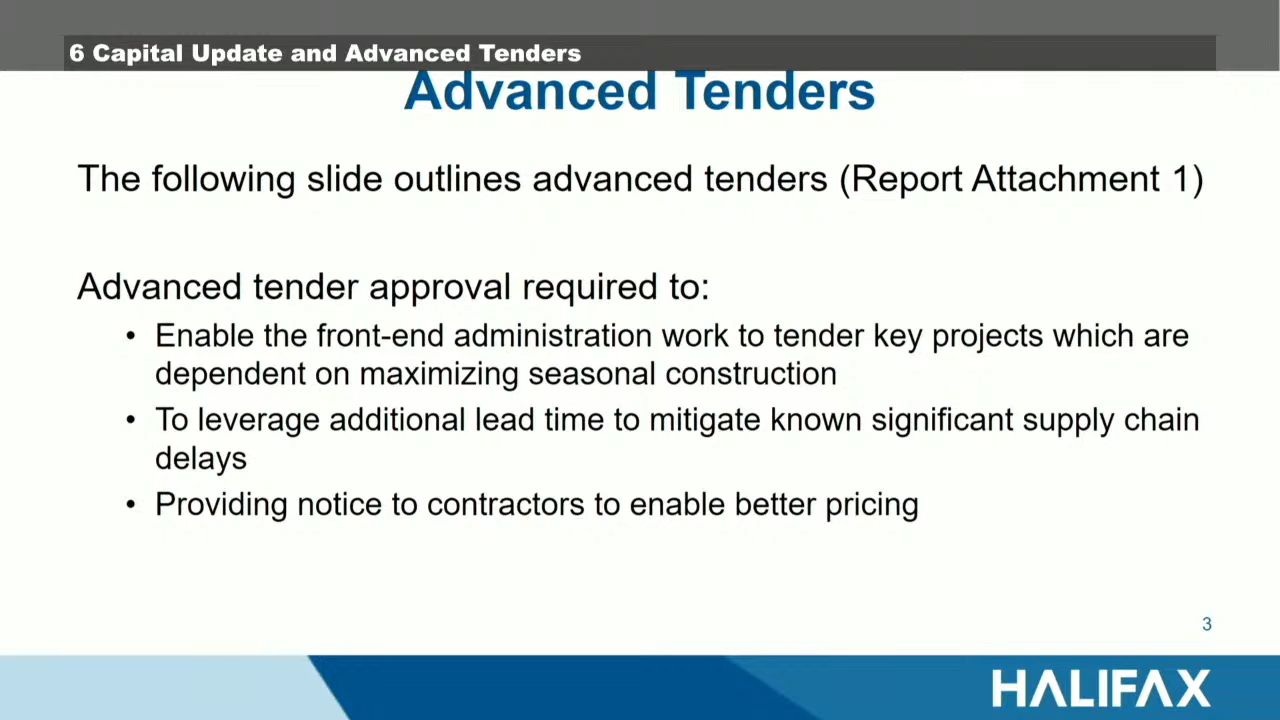 6 Capital Update and Advanced Tenders
Advanced Tenders
The following slide outlines advanced tenders (Report Attachment 1)
Advanced tender approval required to:
• Enable the front-end administration work to tender key projects which are
dependent on maximizing seasonal construction
• To leverage additional lead time to mitigate known significant supply chain
delays
• Providing notice to contractors to enable better pricing
3
HALIFAX